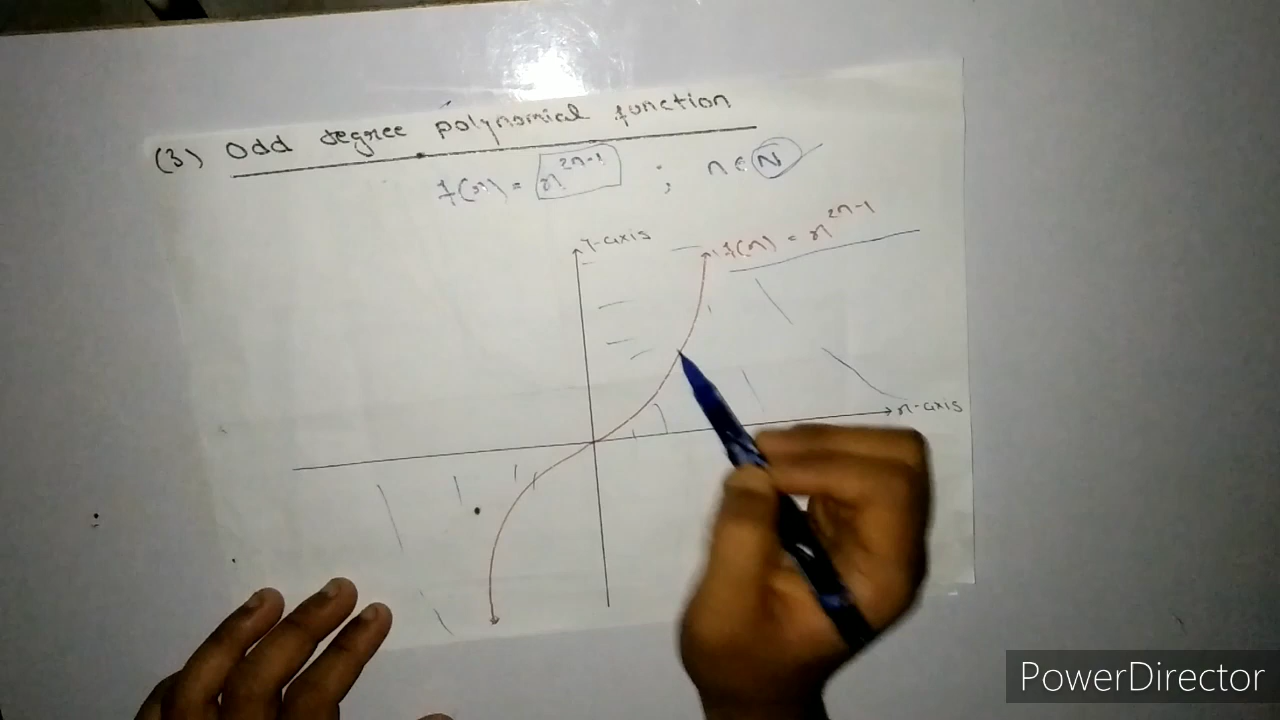 (3) Odd degree polynomial function
f(x) = x^2n-1 ; n ∈ N
Y-axis
f(x) = x^2n-1
x-axis
PowerDirector